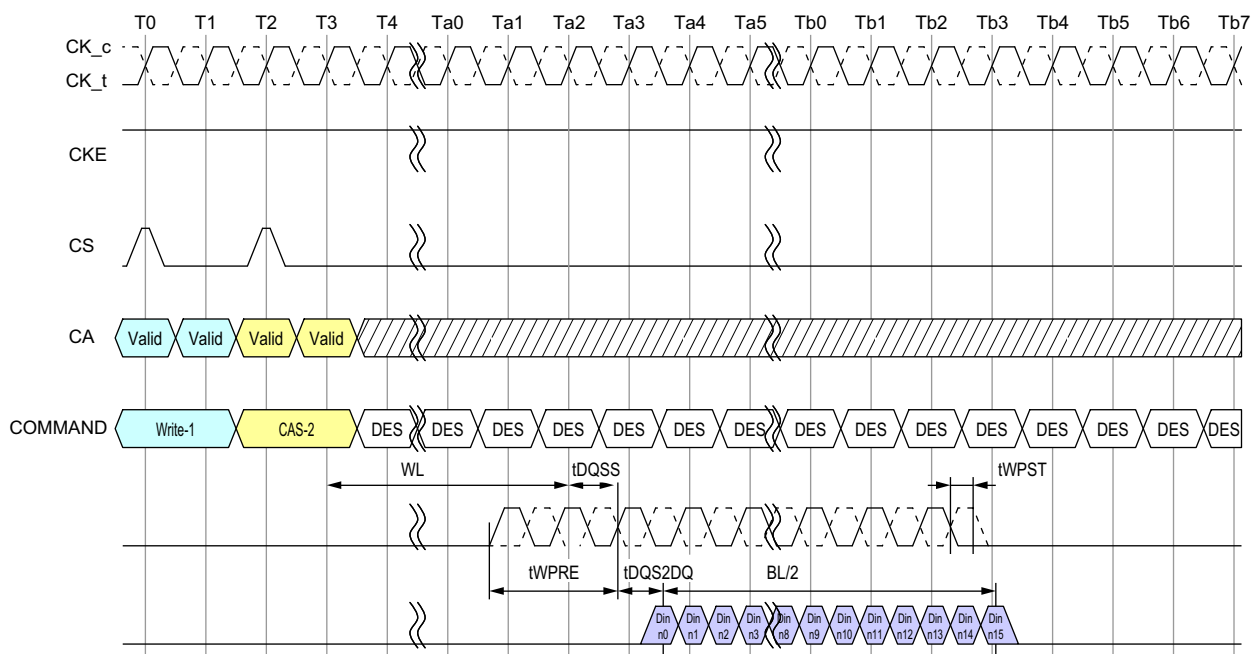 T0 T1 T2 T3 T4 Ta0 Ta1 Ta2 Ta3 Ta4 Ta5 Tb0 Tb1 Tb2 Tb3 Tb4 Tb5 Tb6 Tb7
CK_c
CK_t
CKE
CS
CA Valid Valid Valid Valid
COMMAND Write-1 CAS-2 DES DES DES DES DES DES DES DES DES DES DES DES DES DES DES
WL tDQSS tWPST
tWPRE tDQS2DQ BL/2
Din Din Din Din Din Din Din Din Din Din Din Din
n0 n1 n2 n3 n8 n9 n10 n11 n12 n13 n14 n15